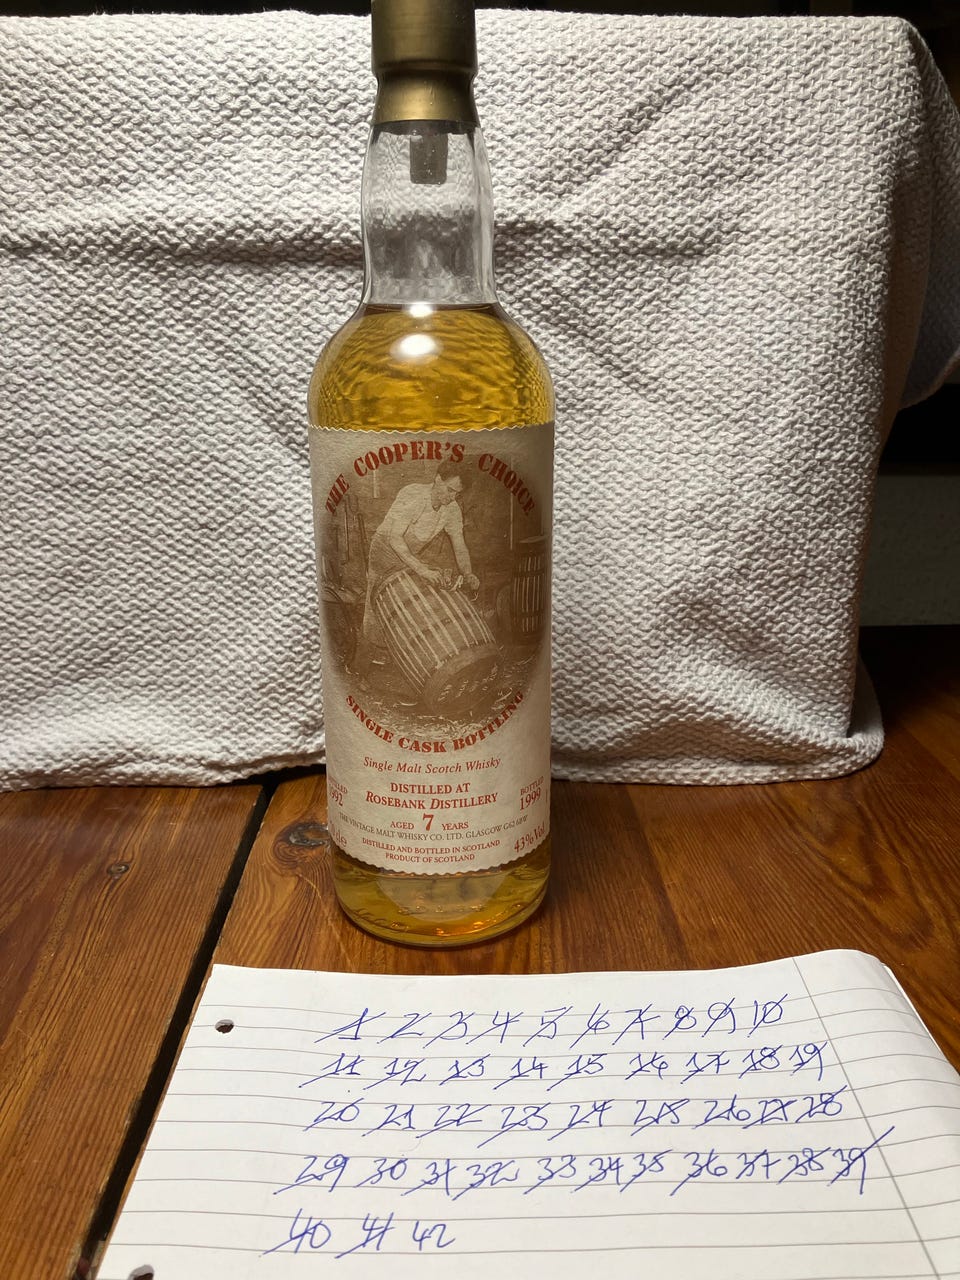 THE COOPER'S CHOICE
SINGLE CASK BOTTLING
Single Malt Scotch Whisky
DISTILLED AT
ROSEBANK DISTILLERY
1992
BOTTLED
1999
AGED 7 YEARS
THE VINTAGE MALT WHISKY CO. LTD. GLASGOW G62 6BW
43%Vol
DISTILLED AND BOTTLED IN SCOTLAND
PRODUCT OF SCOTLAND
1 2 3 4 5 6 7 8 9 10
11 12 13 14 15 16 17 18 19
20 21 22 23 24 25 26 27 28
29 30 31 32 33 34 35 36 37 38 39
40 41 42